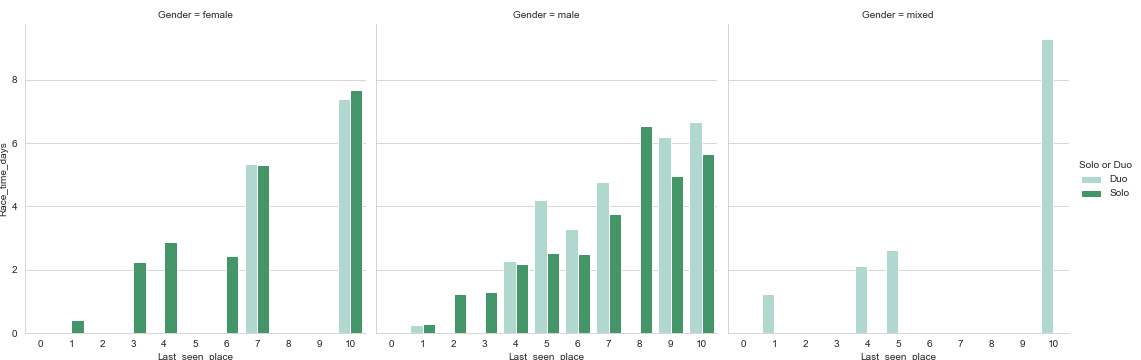 Gender = female
Gender = male
Gender = mixed
Race_time_days
8
6
4
2
0
0 1 2 3 4 5 6 7 8 9 10
0 1 2 3 4 5 6 7 8 9 10
0 1 2 3 4 5 6 7 8 9 10
Last_seen_place
Last_seen_place
Last_seen_place
Solo or Duo
Duo
Solo